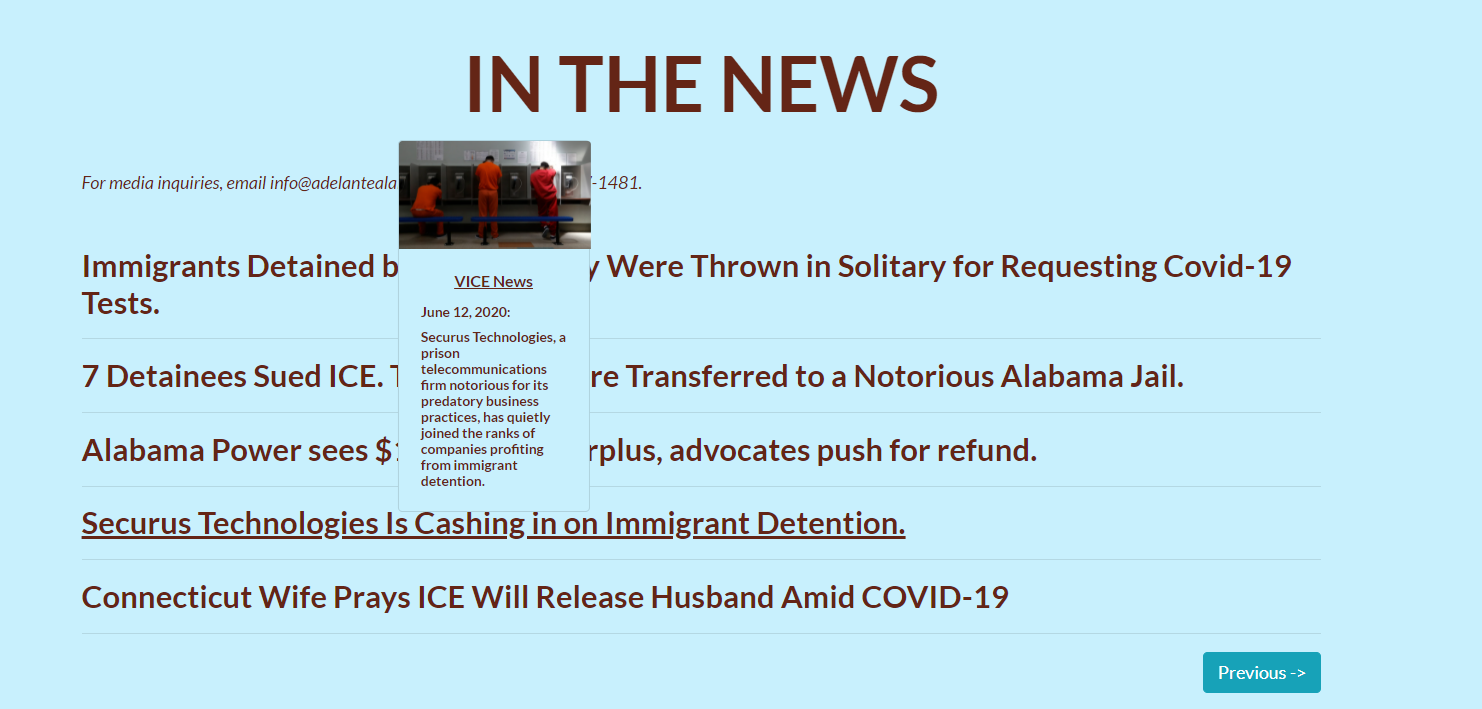 IN THE NEWS
For media inquiries, email info@adelanteala
-1481.
Immigrants Detained b
y Were Thrown in Solitary for Requesting Covid-19
Tests.
7 Detainees Sued ICE.
re Transferred to a Notorious Alabama Jail.
Alabama Power sees $
rplus, advocates push for refund.
VICE News
June 12, 2020:
Securus Technologies, a
prison
telecommunications
firm notorious for its
predatory business
practices, has quietly
joined the ranks of
companies profiting
from immigrant
detention.
Securus Technologies Is Cashing in on Immigrant Detention.
Connecticut Wife Prays ICE Will Release Husband Amid COVID-19
Previous ->